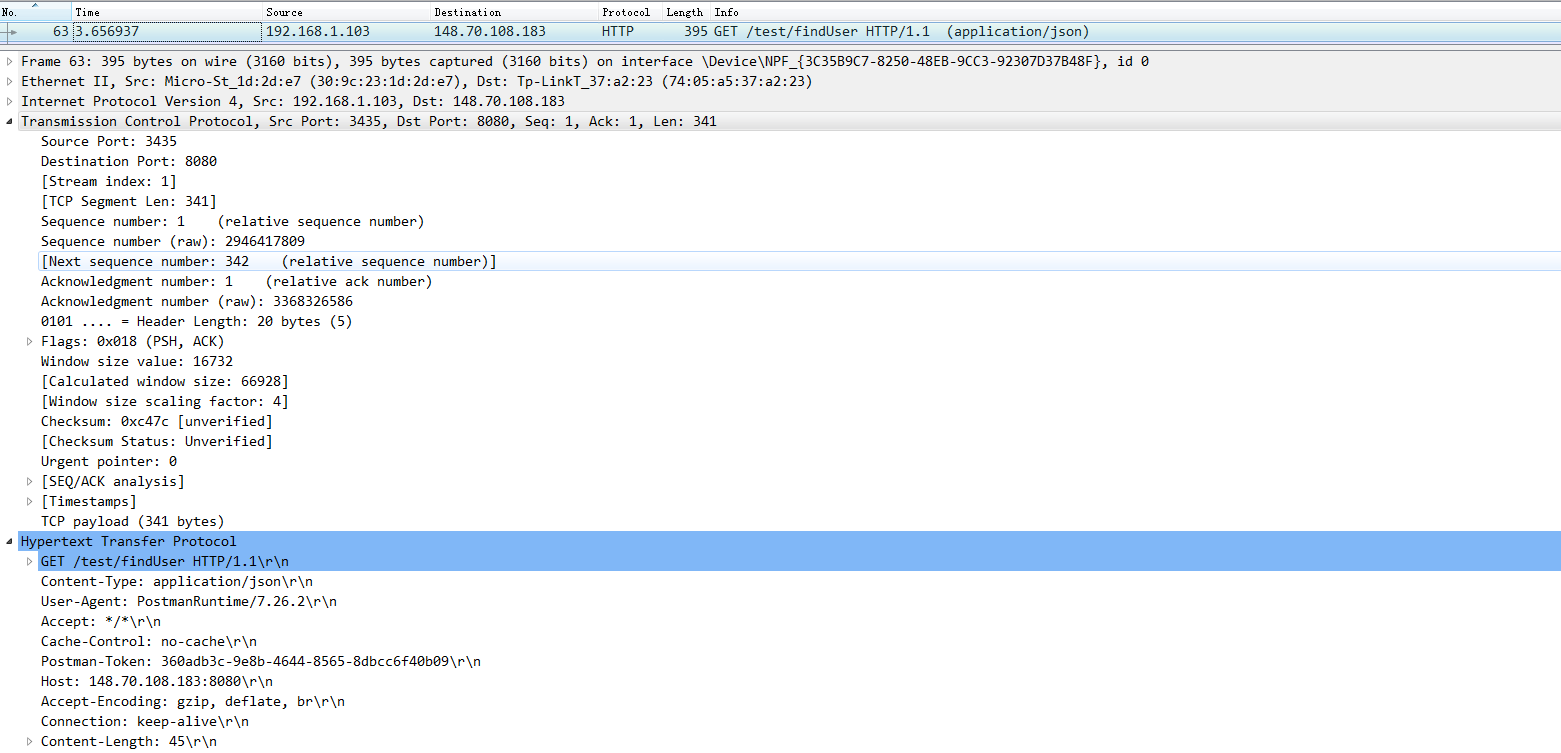 No. Time Source Destination Protocol Length Info
63 3.656937 192.168.1.103 148.70.108.183 HTTP 395 GET /test/findUser HTTP/1.1 (application/json)
Frame 63: 395 bytes on wire (3160 bits), 395 bytes captured (3160 bits) on interface \Device\NPF_{3C35B9C7-8250-48EB-9CC3-92307D37B48F}, id 0
Ethernet II, Src: Micro-St_1d:2d:e7 (30:9c:23:1d:2d:e7), Dst: Tp-LinkT_37:a2:23 (74:05:a5:37:a2:23)
Internet Protocol Version 4, Src: 192.168.1.103, Dst: 148.70.108.183
Transmission Control Protocol, Src Port: 3435, Dst Port: 8080, Seq: 1, Ack: 1, Len: 341
Source Port: 3435
Destination Port: 8080
[Stream index: 1]
[TCP Segment Len: 341]
Sequence number: 1 (relative sequence number)
Sequence number (raw): 2946417809
[Next sequence number: 342 (relative sequence number)]
Acknowledgment number: 1 (relative ack number)
Acknowledgment number (raw): 3368326586
0101 .... = Header Length: 20 bytes (5)
Flags: 0x018 (PSH, ACK)
Window size value: 16732
[Calculated window size: 66928]
[Window size scaling factor: 4]
Checksum: 0xc47c [unverified]
[Checksum Status: Unverified]
Urgent pointer: 0
[SEQ/ACK analysis]
[Timestamps]
TCP payload (341 bytes)
Hypertext Transfer Protocol
GET /test/findUser HTTP/1.1\r\n
Content-Type: application/json\r\n
User-Agent: PostmanRuntime/7.26.2\r\n
Accept: */*\r\n
Cache-Control: no-cache\r\n
Postman-Token: 360adb3c-9e8b-4644-8565-8dbcc6f40b09\r\n
Host: 148.70.108.183:8080\r\n
Accept-Encoding: gzip, deflate, br\r\n
Connection: keep-alive\r\n
Content-Length: 45\r\n